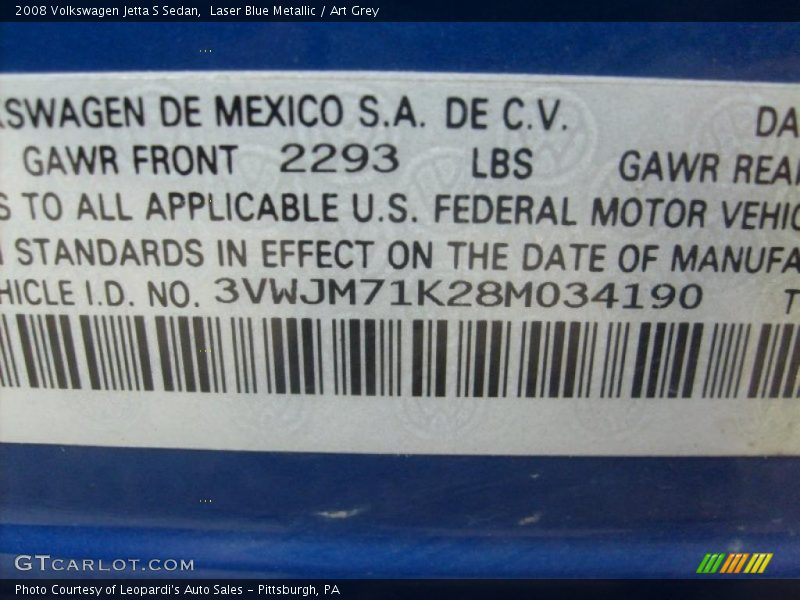 2008 Volkswagen Jetta S Sedan,  Laser Blue Metallic / Art Grey
SWAGEN DE MEXICO S.A. DE C.V. DA
GAWR FRONT 2293 LBS GAWR REAR
S TO ALL APPLICABLE U.S. FEDERAL MOTOR VEHIC
STANDARDS IN EFFECT ON THE DATE OF MANUFA
HICLE I.D. NO. 3VWJM71K28M034190 T
GTCARLOT.COM
Photo Courtesy of Leopardi's Auto Sales - Pittsburgh, PA